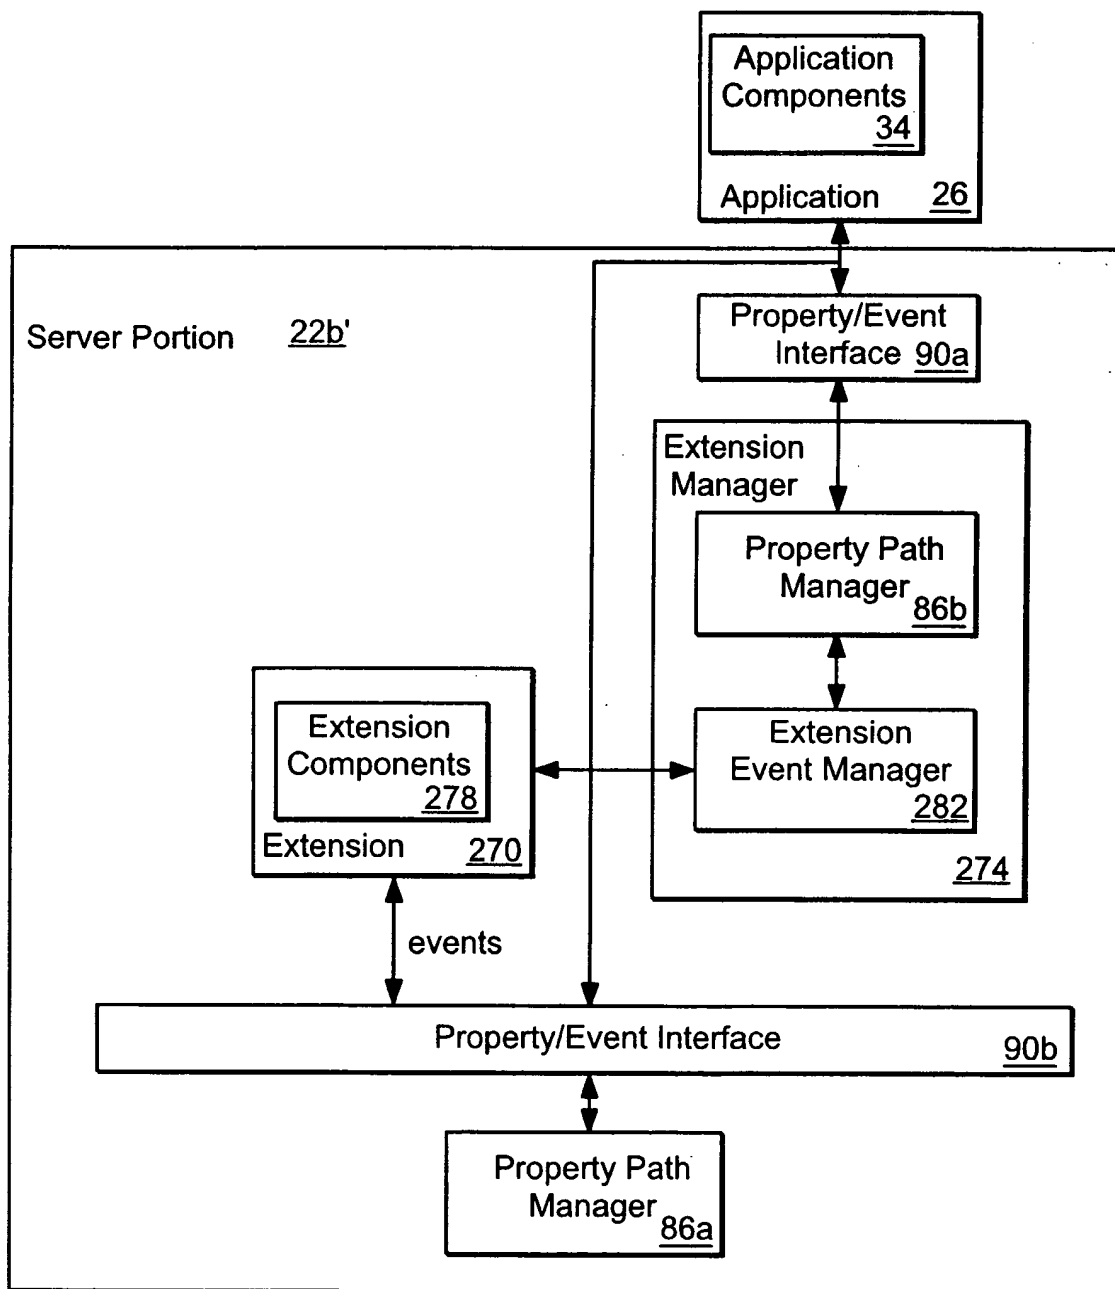 Application
Components
34
Application
26
Server Portion
22b'
Property/Event
Interface
90a
Extension
Manager
Property Path
Manager
86b
Extension
Components
278
Extension
270
Extension
Event Manager
282
274
events
Property/Event Interface
90b
Property Path
Manager
86a